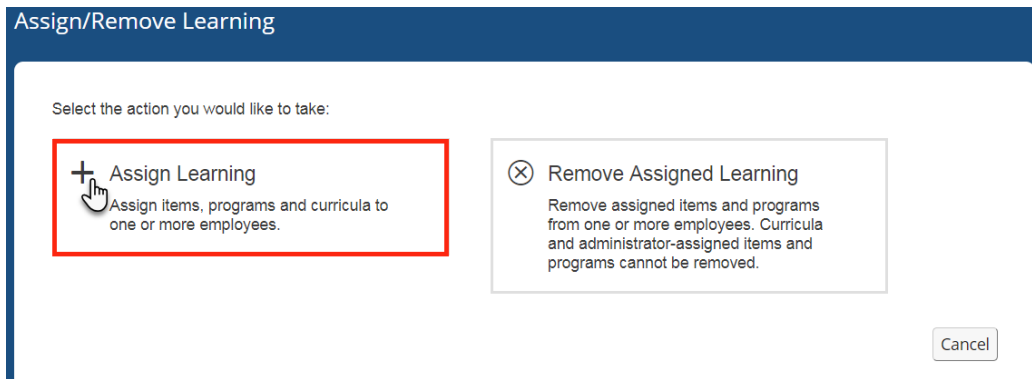 Assign/Remove Learning
Select the action you would like to take:
Assign Learning
Assign items, programs and curricula to
one or more employees.
Remove Assigned Learning
Remove assigned items and programs
from one or more employees. Curricula
and administrator-assigned items and
programs cannot be removed.
Cancel